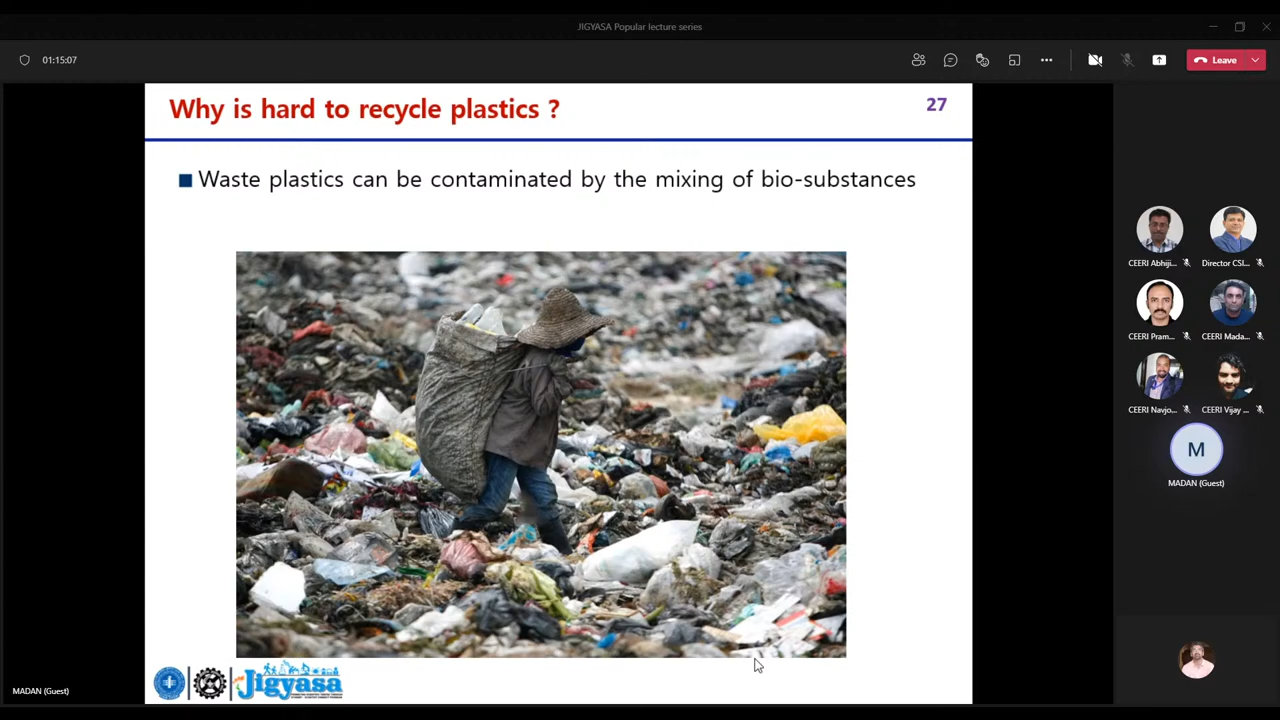 JIGYASA Popular lecture series
01:15:07
Leave
Why is hard to recycle plastics ?
27
Waste plastics can be contaminated by the mixing of bio-substances
CEERI Abhiji...
Director CSI...
CEERI Pram...
CEERI Mada...
CEERI Navjo...
CEERI Vijay ...
M
MADAN (Guest)
Jigyasa
MADAN (Guest)